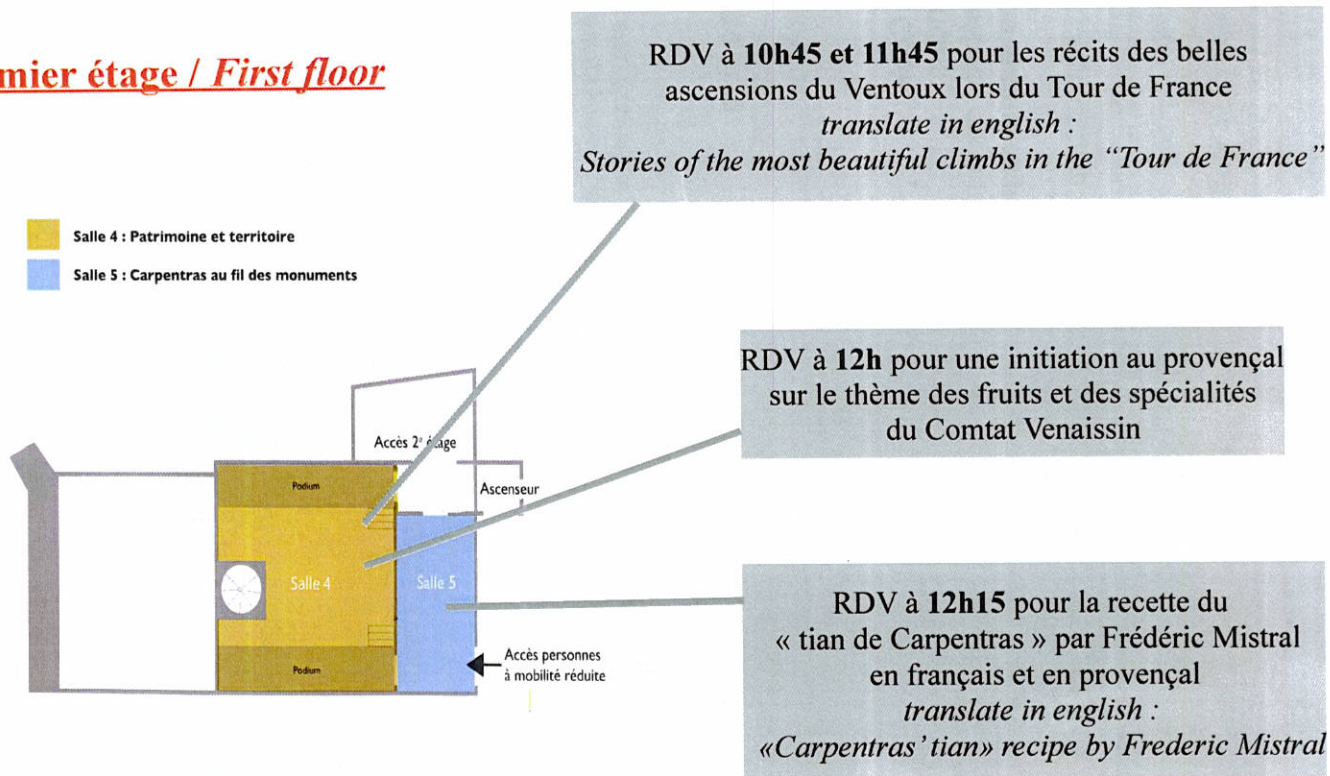 mier étage / First floor
RDV à 10h45 et 11h45 pour les récits des belles
ascensions du Ventoux lors du Tour de France
translate in english :
Stories of the most beautiful climbs in the “Tour de France”
Salle 4 : Patrimoine et territoire
Salle 5 : Carpentras au fil des monuments
RDV à 12h pour une initiation au provençal
sur le thème des fruits et des spécialités
du Comtat Venaissin
Accès 2e étage
Ascenseur
Podium
Salle 4
Salle 5
Podium
Accès personnes
à mobilité réduite
RDV à 12h15 pour la recette du
« tian de Carpentras » par Frédéric Mistral
en français et en provençal
translate in english :
«Carpentras’ tian» recipe by Frederic Mistral